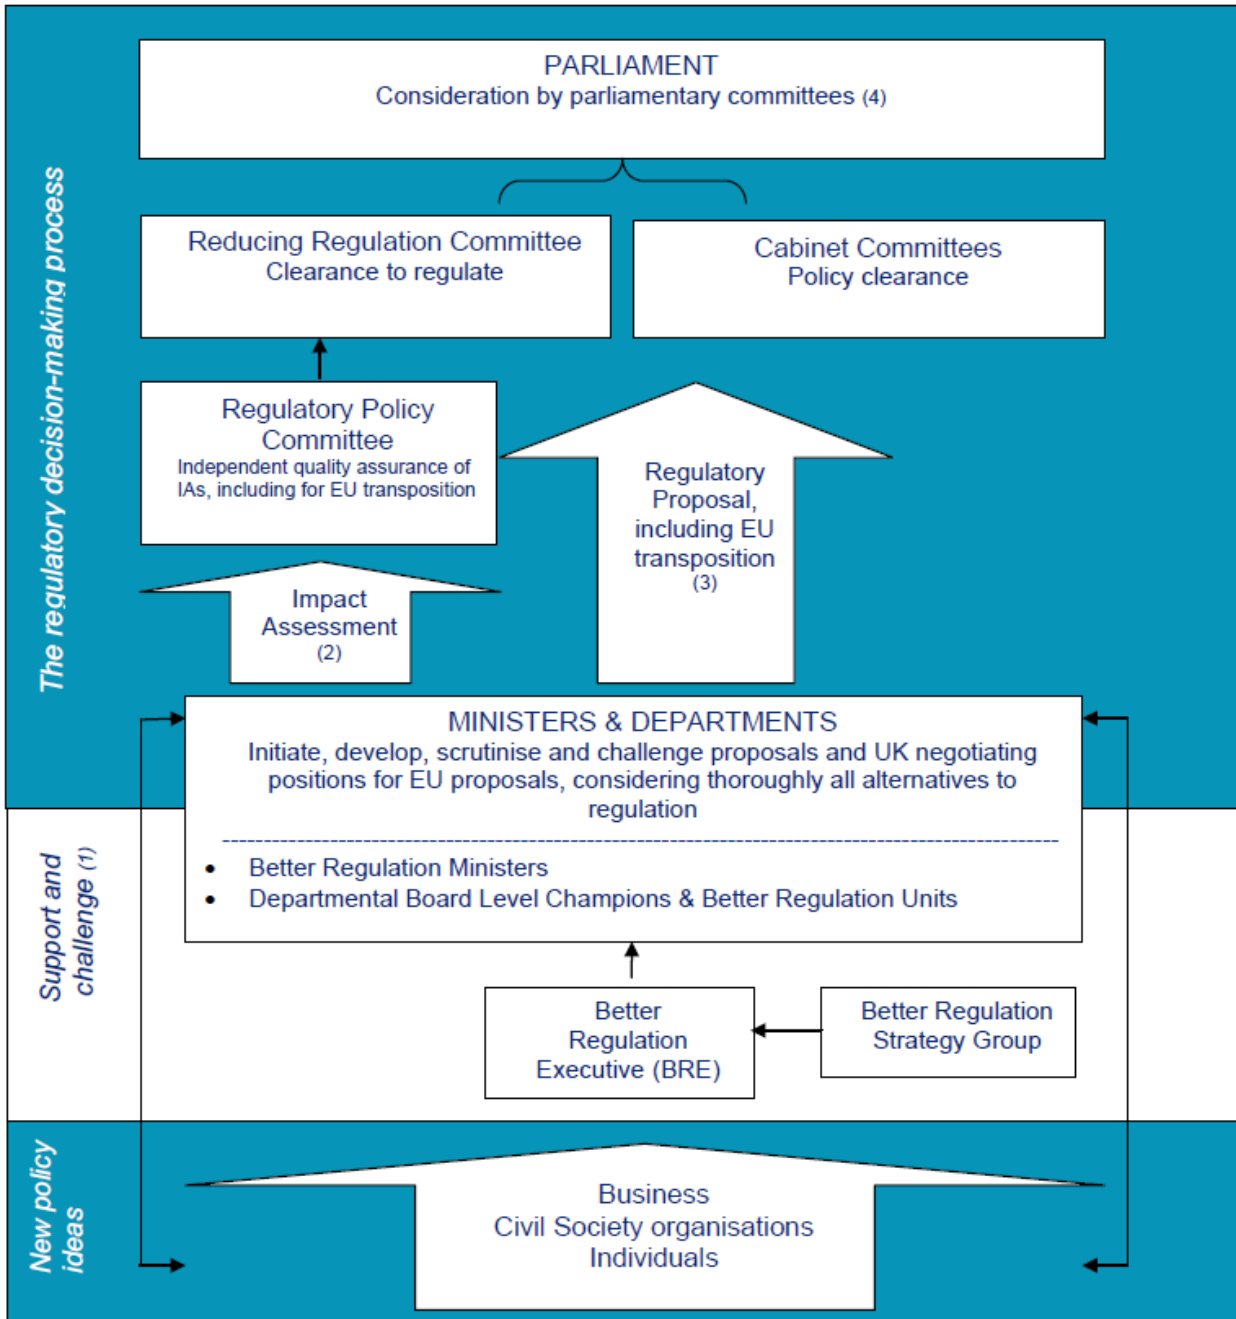 PARLIAMENT
Consideration by parliamentary committees (4)
The regulatory decision-making process
Reducing Regulation Committee
Clearance to regulate
Cabinet Committees
Policy clearance
Regulatory Policy
Committee
Independent quality assurance of
IAs, including for EU transposition
Regulatory
Proposal,
including EU
transposition
(3)
Impact
Assessment
(2)
MINISTERS & DEPARTMENTS
Initiate, develop, scrutinise and challenge proposals and UK negotiating
positions for EU proposals, considering thoroughly all alternatives to
regulation
• Better Regulation Ministers
• Departmental Board Level Champions & Better Regulation Units
Support and
challenge (1)
Better
Regulation
Executive (BRE)
Better Regulation
Strategy Group
New policy
ideas
Business
Civil Society organisations
Individuals